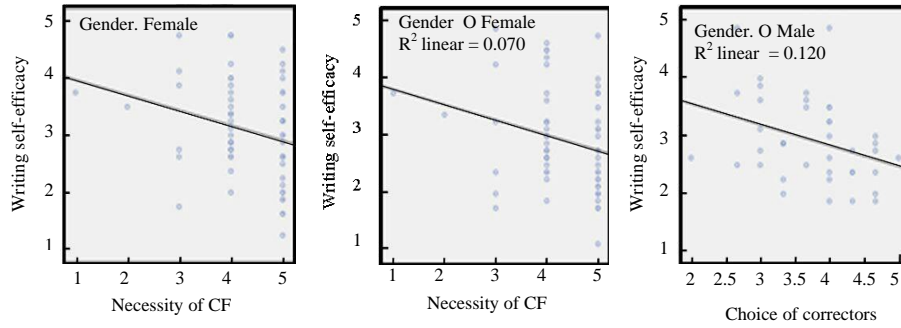 Gender. Female
Writing self-efficacy
5
4
3
2
1
1 2 3 4 5
Necessity of CF
Gender O Female
R² linear = 0.070
Writing self-efficacy
5
4
3
2
1
1 2 3 4 5
Necessity of CF
Gender. O Male
R² linear = 0.120
Writing self-efficacy
5
4
3
2
1
2 2.5 3 3.5 4 4.5 5
Choice of correctors